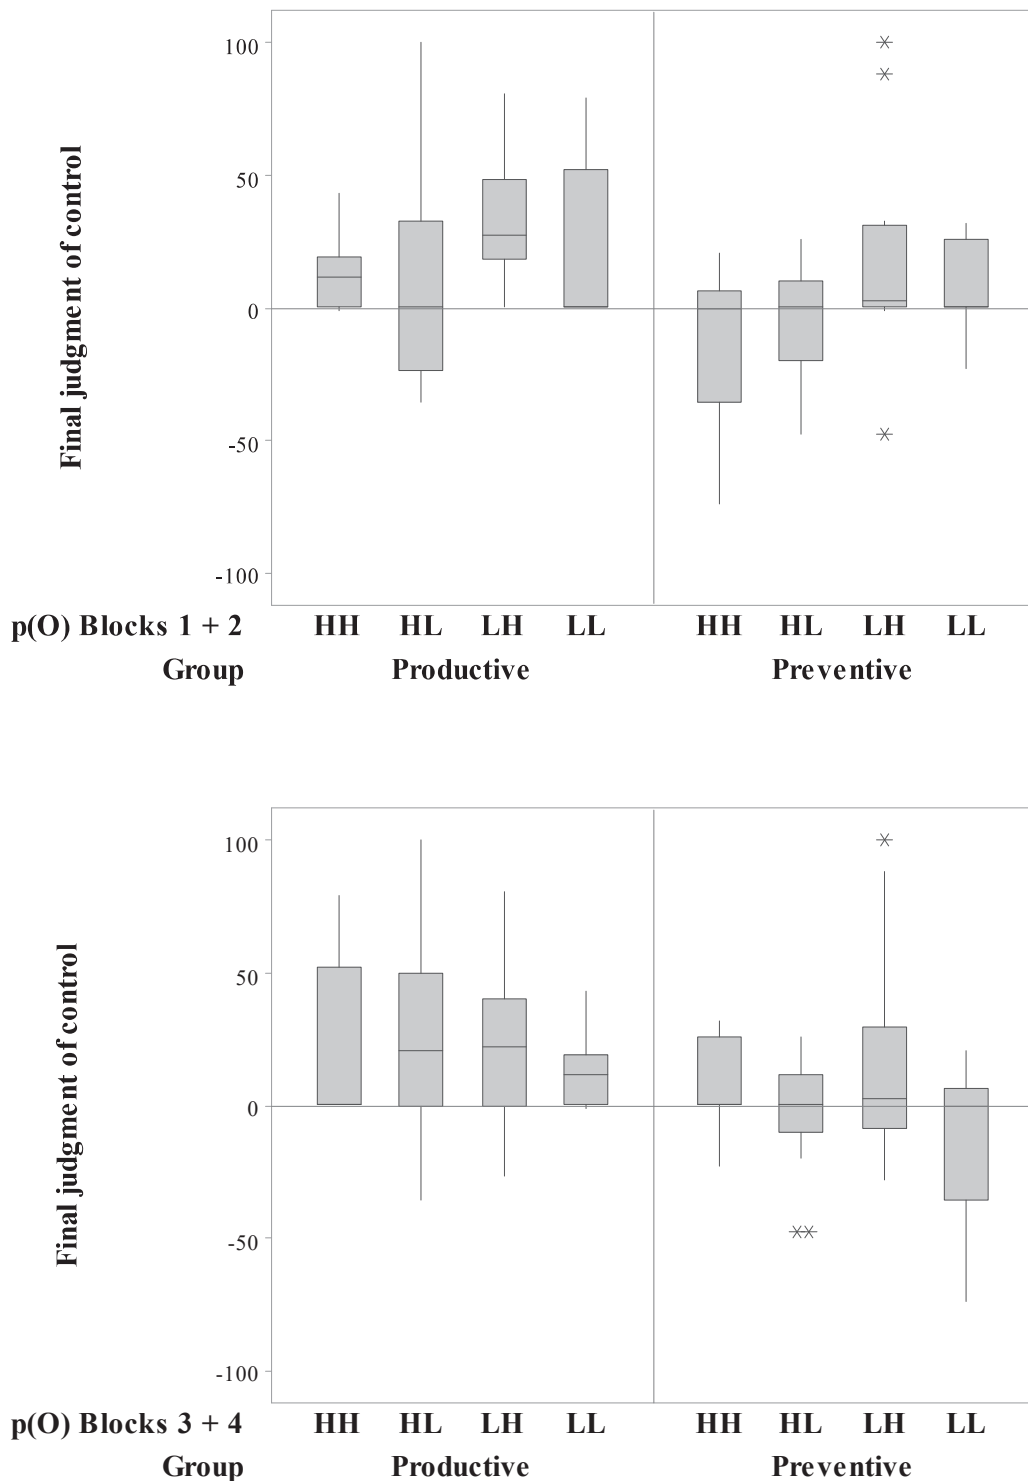 Final judgment of control
100
50
0
-50
-100
p(O) Blocks 1 + 2 HH HL LH LL HH HL LH LL
Group Productive Preventive
Final judgment of control
100
50
0
-50
-100
p(O) Blocks 3 + 4 HH HL LH LL HH HL LH LL
Group Productive Preventive